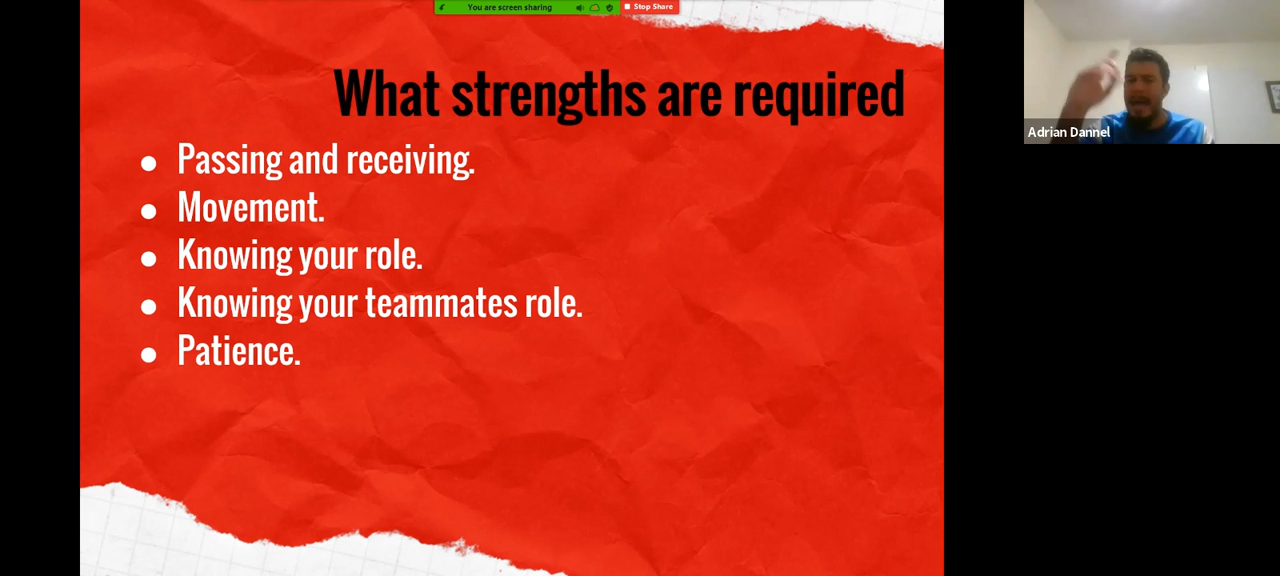 You are screen sharing
Stop Share
What strengths are required
Passing and receiving.
Movement.
Knowing your role.
Knowing your teammates role.
Patience.
Adrian Dannel